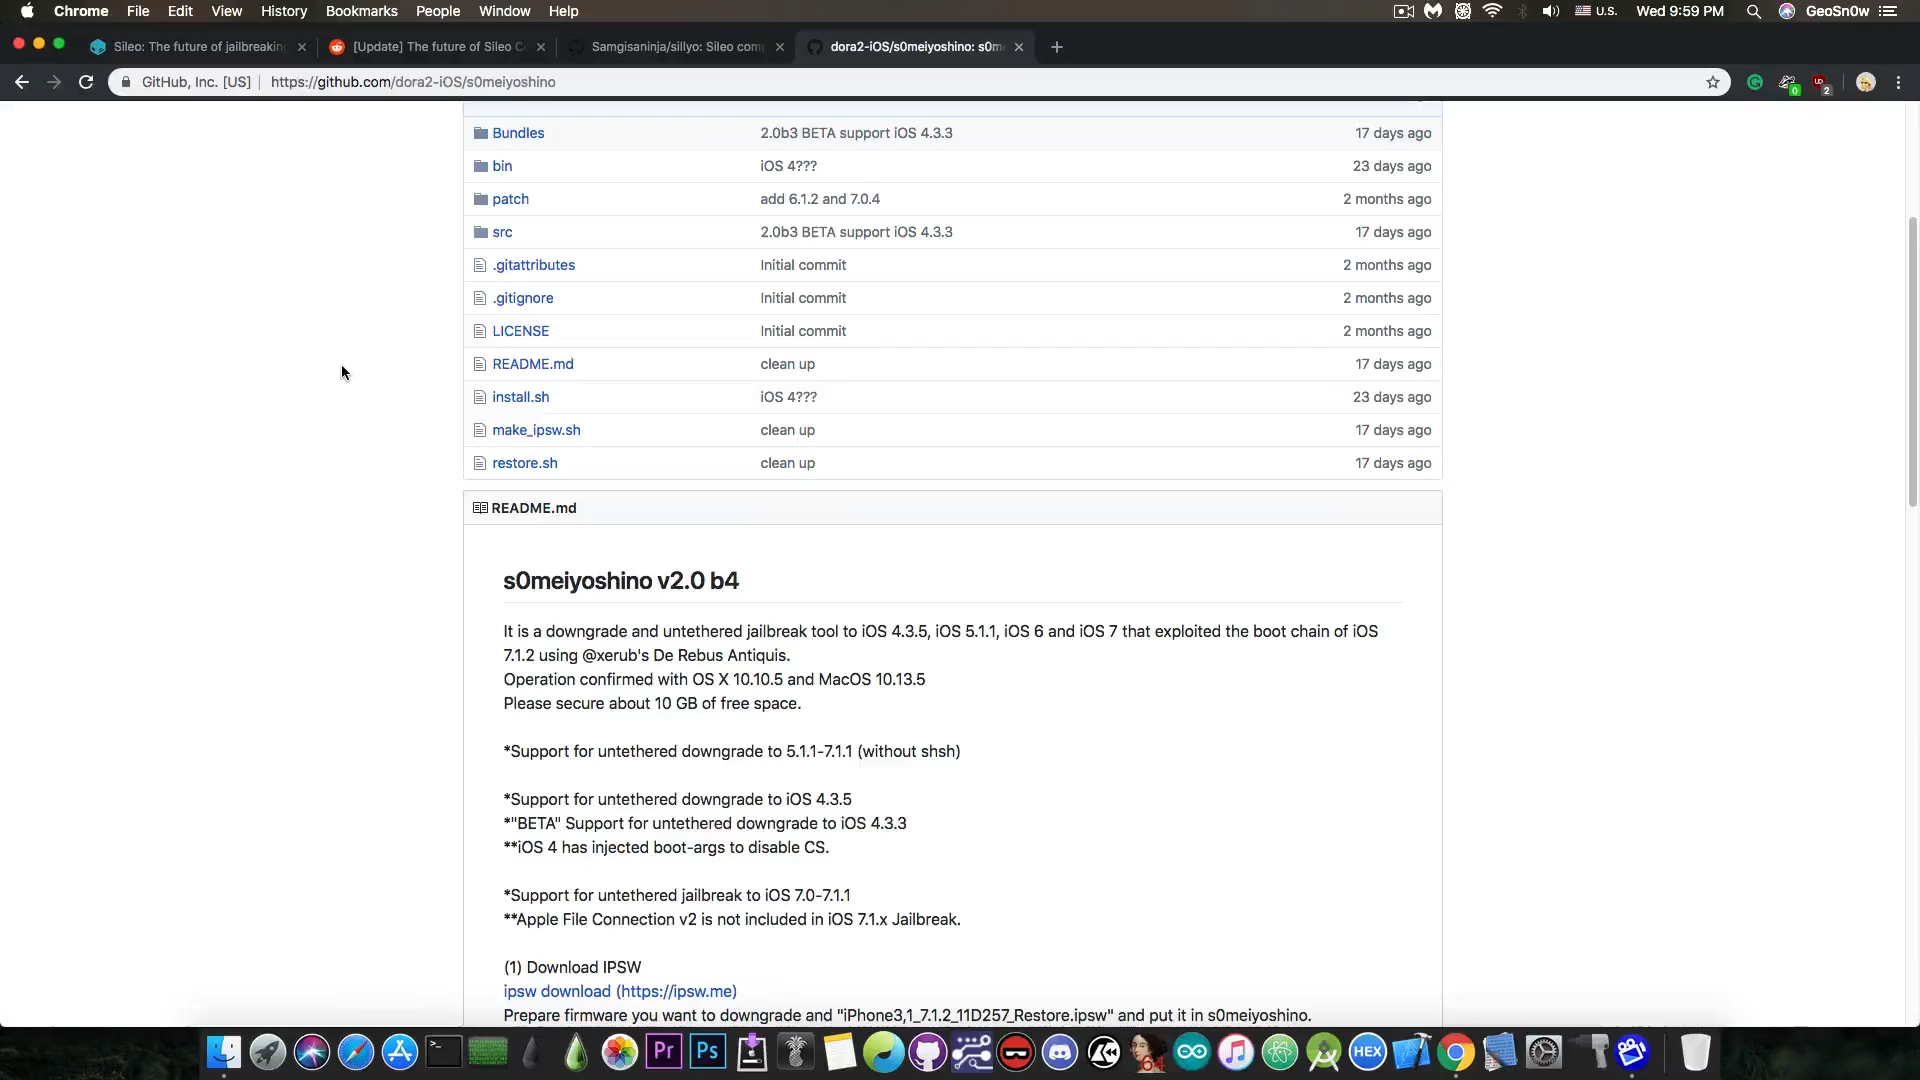 Chrome File Edit View History Bookmarks People Window Help U.S. Wed 9:59 PM GeoSn0w
Sileo: The future of jailbreakin
[Update] The future of Sileo C
Samgisaninja/sillyo: Sileo com
dora2-iOS/s0meiyoshino: s0m
GitHub, Inc. [US] https://github.com/dora2-iOS/s0meiyoshino 0 2
Bundles 2.0b3 BETA support iOS 4.3.3 17 days ago
bin iOS 4??? 23 days ago
patch add 6.1.2 and 7.0.4 2 months ago
src 2.0b3 BETA support iOS 4.3.3 17 days ago
.gitattributes Initial commit 2 months ago
.gitignore Initial commit 2 months ago
LICENSE Initial commit 2 months ago
README.md clean up 17 days ago
install.sh iOS 4??? 23 days ago
make_ipsw.sh clean up 17 days ago
restore.sh clean up 17 days ago
README.md
s0meiyoshino v2.0 b4
It is a downgrade and untethered jailbreak tool to iOS 4.3.5, iOS 5.1.1, iOS 6 and iOS 7 that exploited the boot chain of iOS
7.1.2 using @xerub's De Rebus Antiquis.
Operation confirmed with OS X 10.10.5 and MacOS 10.13.5
Please secure about 10 GB of free space.
*Support for untethered downgrade to 5.1.1-7.1.1 (without shsh)
*Support for untethered downgrade to iOS 4.3.5
*"BETA" Support for untethered downgrade to iOS 4.3.3
**iOS 4 has injected boot-args to disable CS.
*Support for untethered jailbreak to iOS 7.0-7.1.1
**Apple File Connection v2 is not included in iOS 7.1.x Jailbreak.
(1) Download IPSW
ipsw download (https://ipsw.me)
Prepare firmware you want to downgrade and "iPhone3,1_7.1.2_11D257_Restore.ipsw" and put it in s0meiyoshino.
Pr Ps 64 HEX